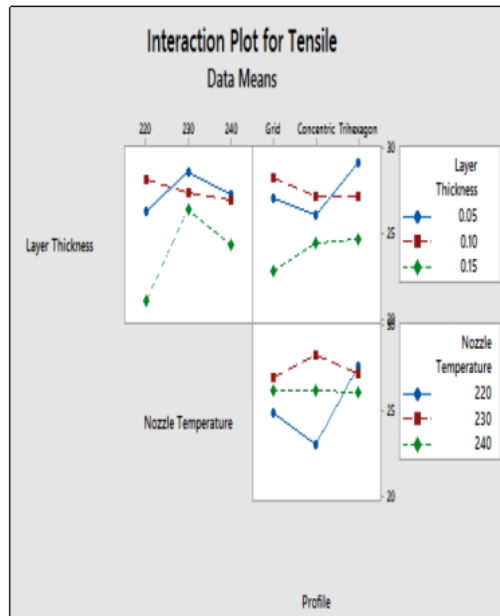 Interaction Plot for Tensile
Data Means
220 230 240 Grid Concentric Trihexagon
30
Layer
Thickness
0.05
0.10
0.15
Layer Thickness
25
20
30
Nozzle
Temperature
220
230
240
Nozzle Temperature
25
20
Profile